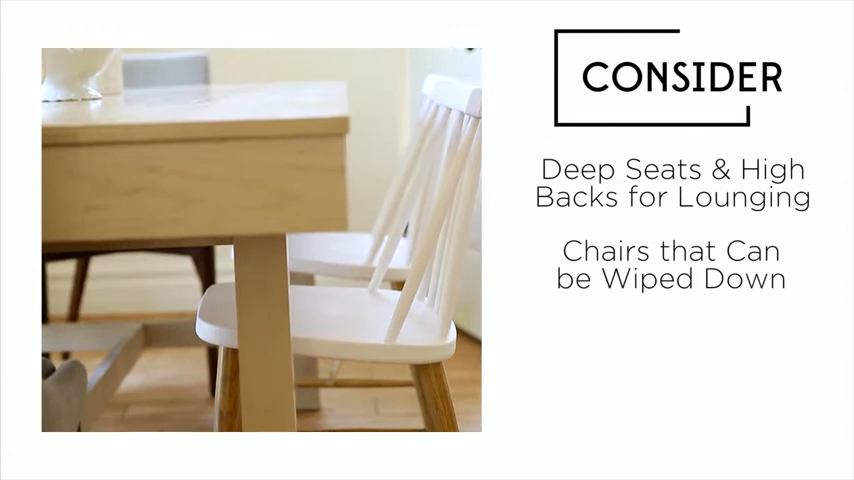 CONSIDER
Deep Seats & High
Backs for Lounging
Chairs that Can
be Wiped Down